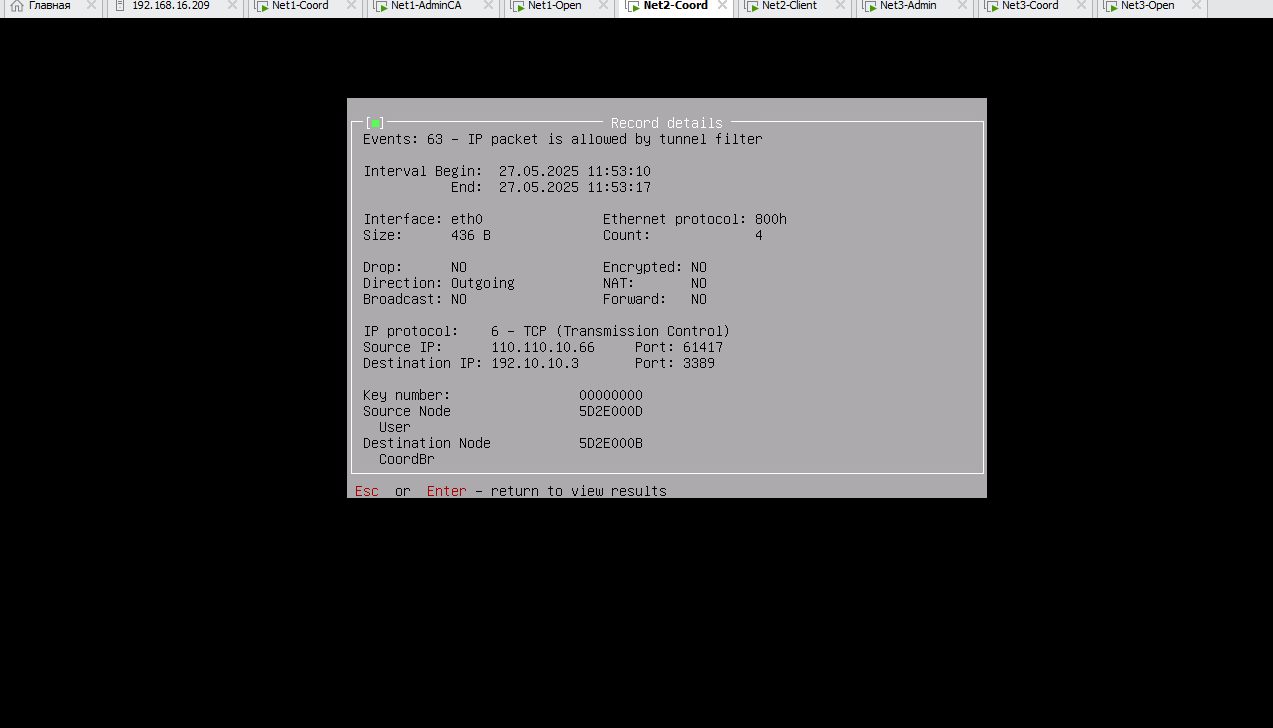 Главная 192.168.16.209 Net1-Coord Net1-AdminCA Net1-Open Net2-Coord Net2-Client Net3-Admin Net3-Coord Net3-Open
Record details
Events: 63 - IP packet is allowed by tunnel filter
Interval Begin: 27.05.2025 11:53:10
End: 27.05.2025 11:53:17
Interface: eth0 Ethernet protocol: 800h
Size: 436 B Count: 4
Drop: NO Encrypted: NO
Direction: Outgoing NAT: NO
Broadcast: NO Forward: NO
IP protocol: 6 - TCP (Transmission Control)
Source IP: 110.110.10.66 Port: 61417
Destination IP: 192.10.10.3 Port: 3389
Key number: 00000000
Source Node 5D2E000D
User
Destination Node 5D2E000B
CoordBr
Esc or Enter - return to view results